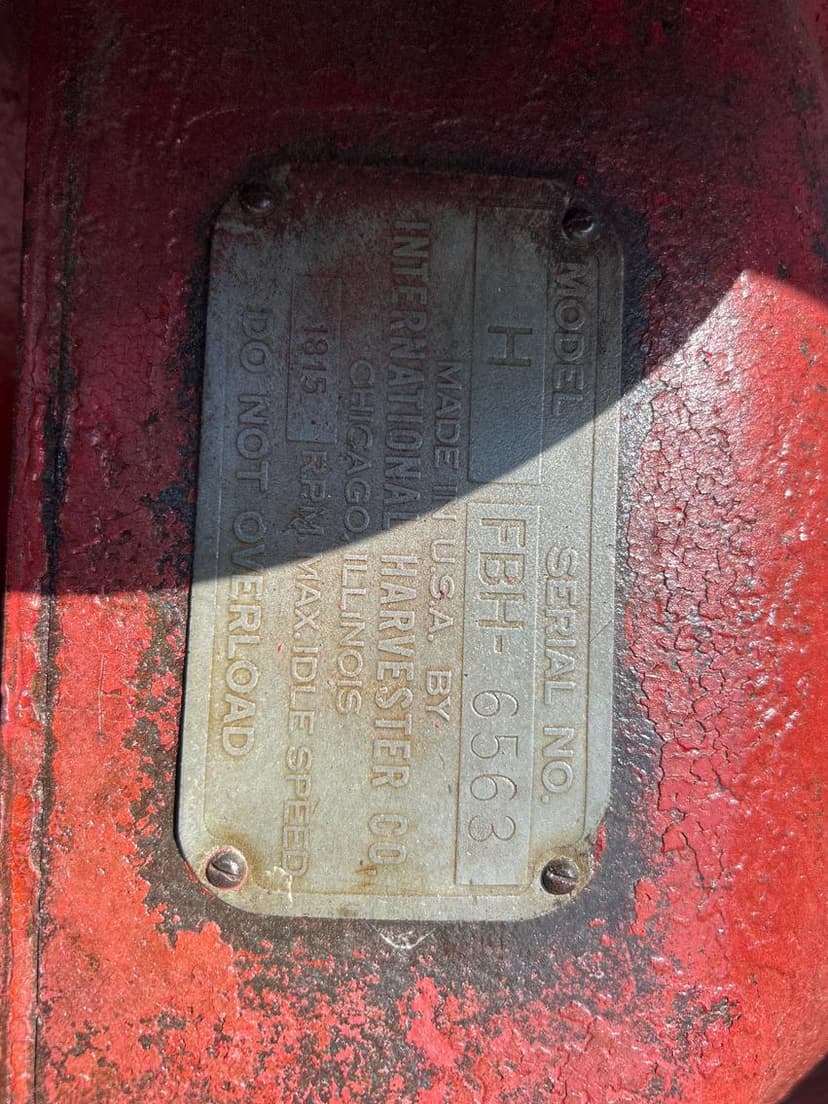 MODEL SERIAL NO.
H FBH- 6563
MADE IN U.S.A. BY
INTERNATIONAL HARVESTER CO
CHICAGO, ILLINOIS
1815 RPM MAX. IDLE SPEED
DO NOT OVERLOAD